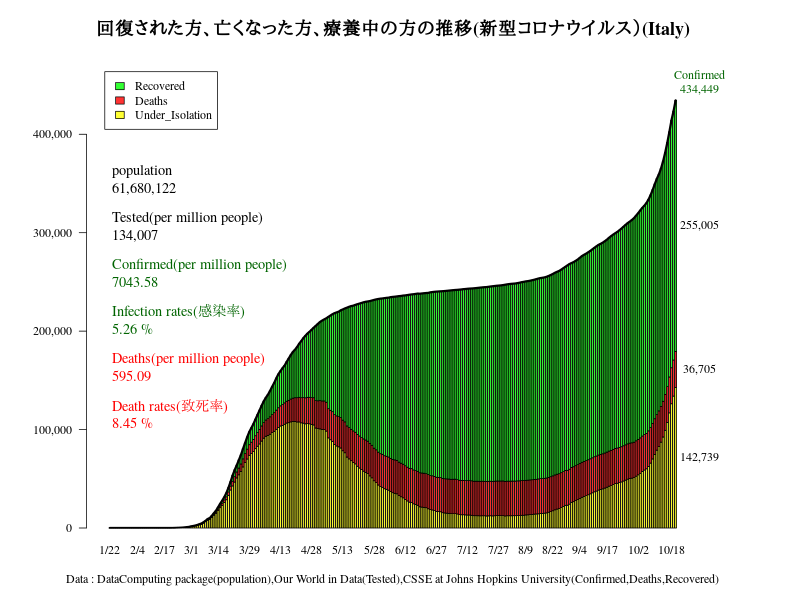 回復された方、亡くなった方、療養中の方の推移(新型コロナウイルス）(Italy)
Confirmed
434,449
Recovered
Deaths
Under_Isolation
400,000
300,000
200,000
100,000
0
population
61,680,122
Tested(per million people)
134,007
Confirmed(per million people)
7043.58
Infection rates(感染率)
5.26 %
Deaths(per million people)
595.09
Death rates(致死率)
8.45 %
255,005
36,705
142,739
1/22 2/4 2/17 3/1 3/14 3/29 4/13 4/28 5/13 5/28 6/12 6/27 7/12 7/27 8/9 8/22 9/4 9/17 10/2 10/18
Data : DataComputing package(population),Our World in Data(Tested),CSSE at Johns Hopkins University(Confirmed,Deaths,Recovered)